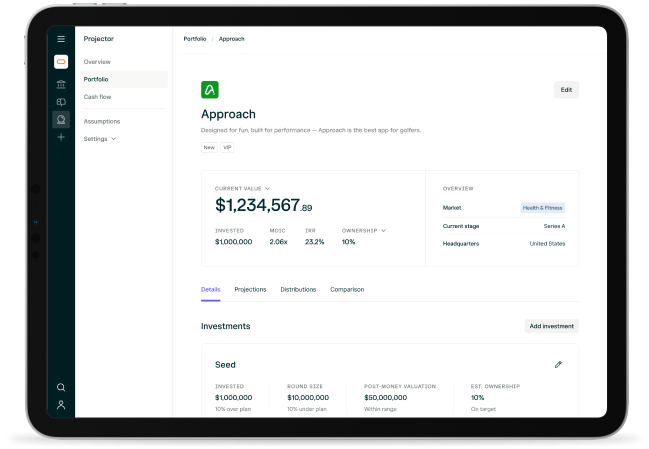 Projector
Overview
Portfolio
Cash flow
Assumptions
Settings
Portfolio / Approach
Approach
Edit
Designed for fun, built for performance — Approach is the best app for golfers.
New VIP
CURRENT VALUE
$1,234,567.89
INVESTED MOIC IRR OWNERSHIP
$1,000,000 2.06x 23.2% 10%
OVERVIEW
Market Health & Fitness
Current stage Series A
Headquarters United States
Details Projections Distributions Comparison
Investments Add investment
Seed
INVESTED ROUND SIZE POST-MONEY VALUATION EST. OWNERSHIP
$1,000,000 $10,000,000 $50,000,000 10%
10% over plan 10% under plan Within range On target